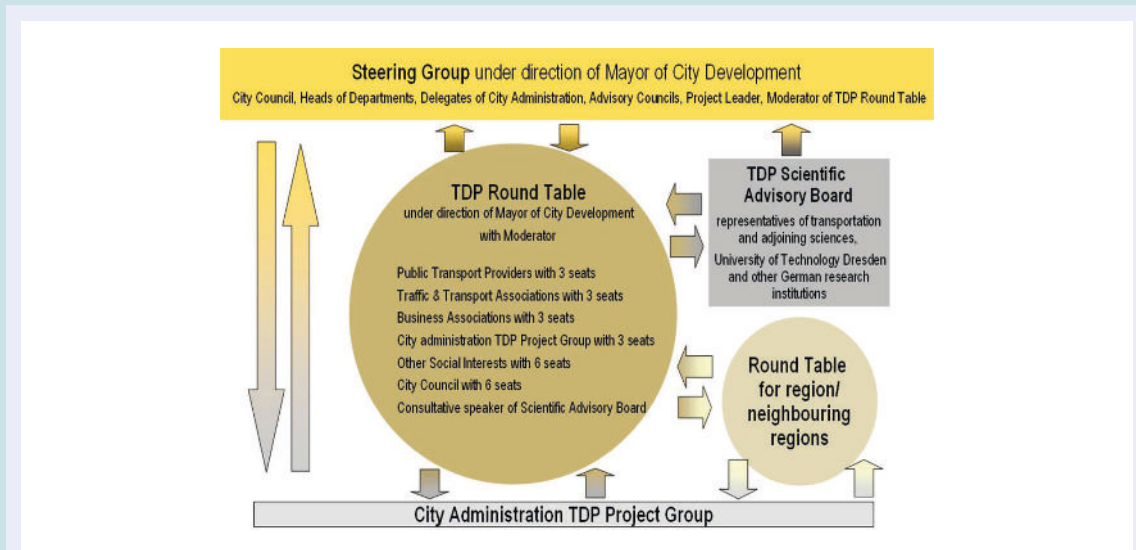 Steering Group under direction of Mayor of City Development
City Council, Heads of Departments, Delegates of City Administration, Advisory Councils, Project Leader, Moderator of TDP Round Table
TDP Round Table
under direction of Mayor of City Development
with Moderator
Public Transport Providers with 3 seats
Traffic & Transport Associations with 3 seats
Business Associations with 3 seats
City administration TDP Project Group with 3 seats
Other Social Interests with 6 seats
City Council with 6 seats
Consultative speaker of Scientific Advisory Board
TDP Scientific
Advisory Board
representatives of transportation
and adjoining sciences,
University of Technology Dresden
and other German research
institutions
Round Table
for region/
neighbouring
regions
City Administration TDP Project Group